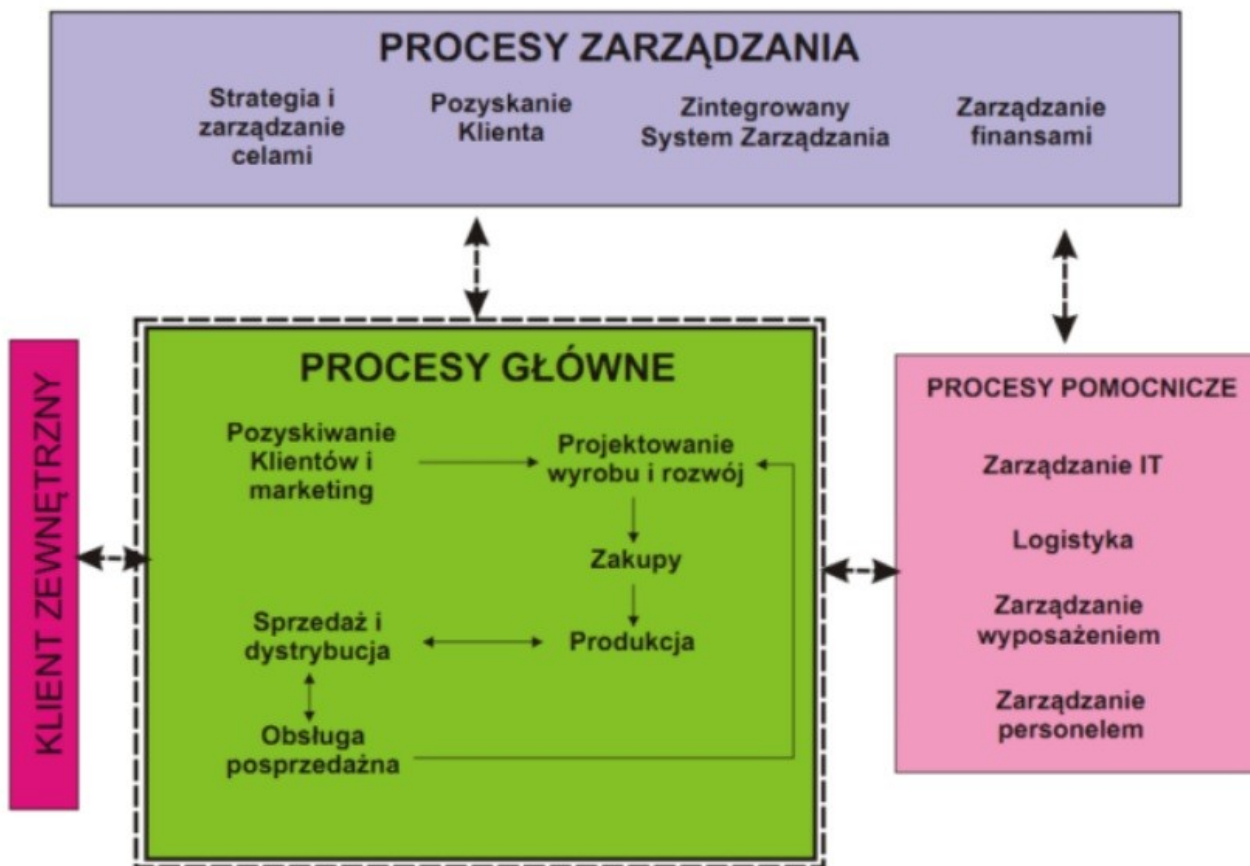 PROCESY ZARZĄDZANIA
Strategia i
zarządzanie
celami
Pozyskanie
Klienta
Zintegrowany
System Zarządzania
Zarządzanie
finansami
KLIENT ZEWNĘTRZNY
PROCESY GŁÓWNE
Pozyskiwanie
Klientów i
marketing
Projektowanie
wyrobu i rozwój
Zakupy
Produkcja
Sprzedaż i
dystrybucja
Obsługa
posprzedażna
PROCESY POMOCNICZE
Zarządzanie IT
Logistyka
Zarządzanie
wyposażeniem
Zarządzanie
personelem